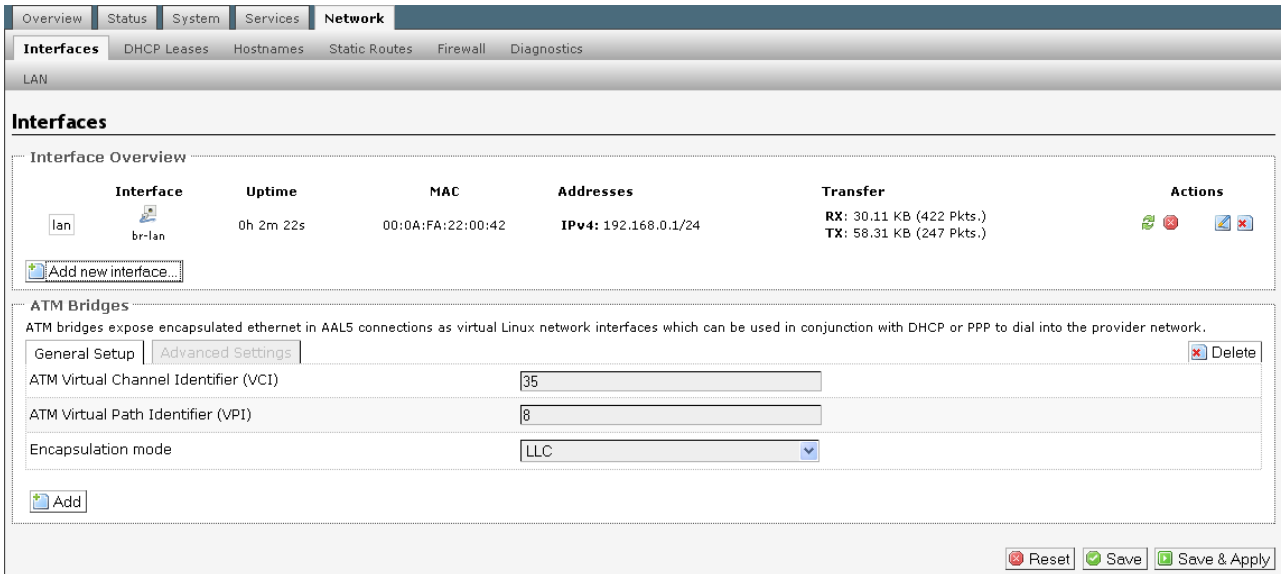 Overview Status System Services Network
Interfaces DHCP Leases Hostnames Static Routes Firewall Diagnostics
LAN
Interfaces
Interface Overview
Interface Uptime MAC Addresses Transfer Actions
lan br-lan 0h 2m 22s 00:0A:FA:22:00:42 IPv4: 192.168.0.1/24 RX: 30.11 KB (422 Pkts.)
TX: 58.31 KB (247 Pkts.)
Add new interface...
ATM Bridges
ATM bridges expose encapsulated ethernet in AAL5 connections as virtual Linux network interfaces which can be used in conjunction with DHCP or PPP to dial into the provider network.
General Setup Advanced Settings Delete
ATM Virtual Channel Identifier (VCI) 35
ATM Virtual Path Identifier (VPI) 8
Encapsulation mode LLC
Add
Reset Save Save & Apply